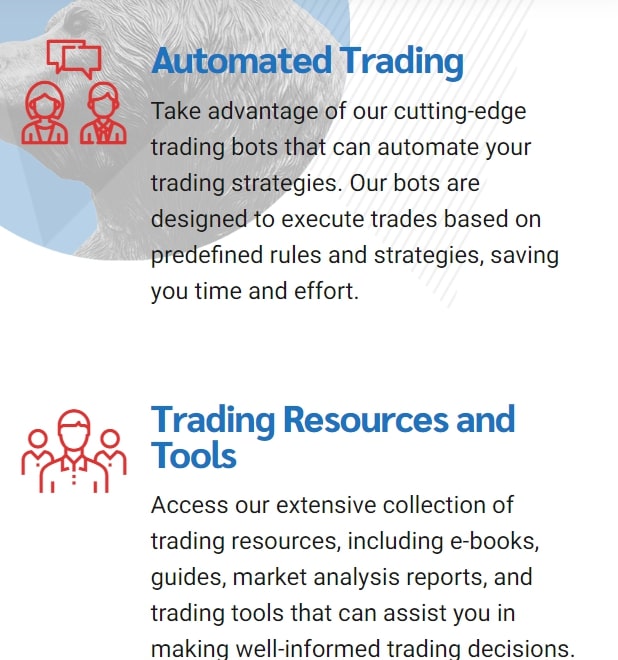 Automated Trading
Take advantage of our cutting-edge
trading bots that can automate your
trading strategies. Our bots are
designed to execute trades based on
predefined rules and strategies, saving
you time and effort.
Trading Resources and
Tools
Access our extensive collection of
trading resources, including e-books,
guides, market analysis reports, and
trading tools that can assist you in
making well-informed trading decisions.